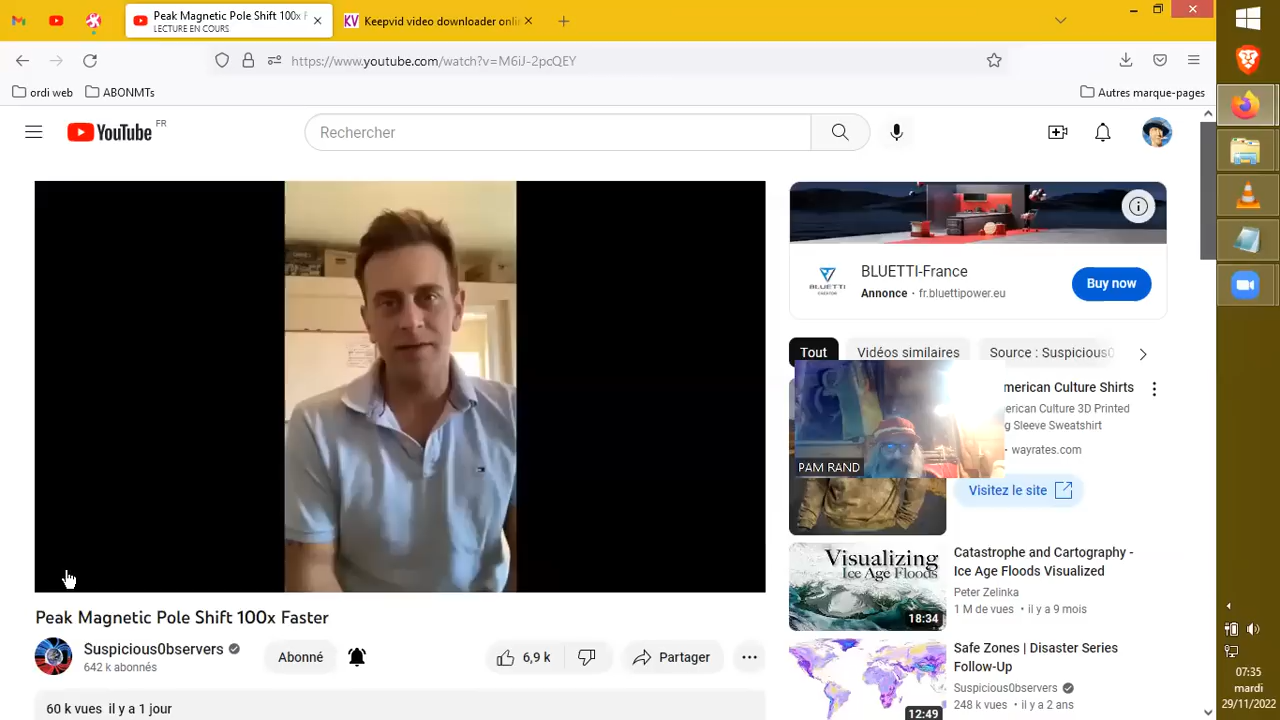 Peak Magnetic Pole Shift 100x F
LECTURE EN COURS
KV Keepvid video downloader onli
https://www.youtube.com/watch?v=M6iJ-2pcQEY
ordi web
ABONMTs
Autres marque-pages
YouTube FR
Rechercher
BLUETTI
BLUETTI-France
Annonce · fr.bluettipower.eu
Buy now
Tout
Vidéos similaires
Source : Suspicious0
merican Culture Shirts
erican Culture 3D Printed
g Sleeve Sweatshirt
wayrates.com
PAM RAND
Visitez le site
Visualizing
Ice Age Floods
18:34
Catastrophe and Cartography -
Ice Age Floods Visualized
Peter Zelinka
1 M de vues • il y a 9 mois
Peak Magnetic Pole Shift 100x Faster
Suspicious0bservers
642 k abonnés
Abonné
6,9 k
Partager
12:49
Safe Zones | Disaster Series
Follow-Up
Suspicious0bservers
248 k vues • il y a 2 ans
60 k vues il y a 1 jour
07:35
mardi
29/11/2022